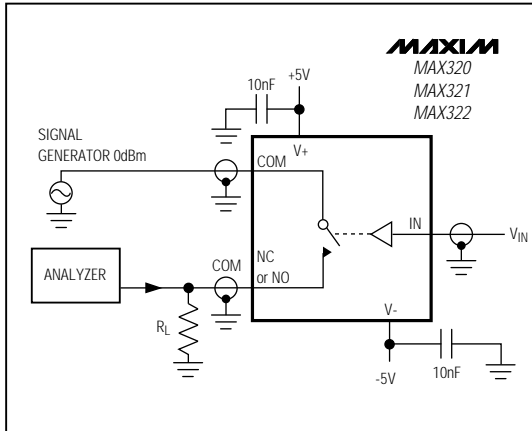 MAXIM
MAX320
MAX321
MAX322
+5V
10nF
V+
SIGNAL
GENERATOR 0dBm
COM
IN
VIN
ANALYZER
COM
NC
or NO
RL
V-
-5V
10nF